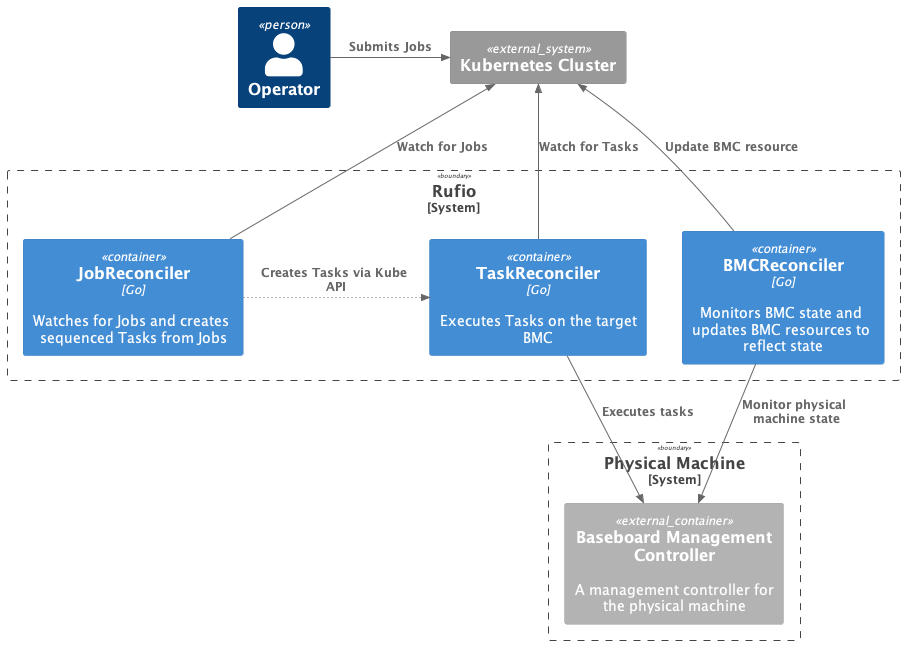 «person»
Operator
Submits Jobs
«external_system»
Kubernetes Cluster
Watch for Jobs
Watch for Tasks
Update BMC resource
«boundary»
Rufio
[System]
«container»
JobReconciler
[Go]
Watches for Jobs and creates
sequenced Tasks from Jobs
Creates Tasks via Kube
API
«container»
TaskReconciler
[Go]
Executes Tasks on the target
BMC
«container»
BMCReconciler
[Go]
Monitors BMC state and
updates BMC resources to
reflect state
Executes tasks
Monitor physical
machine state
«boundary»
Physical Machine
[System]
«external_container»
Baseboard Management
Controller
A management controller for
the physical machine